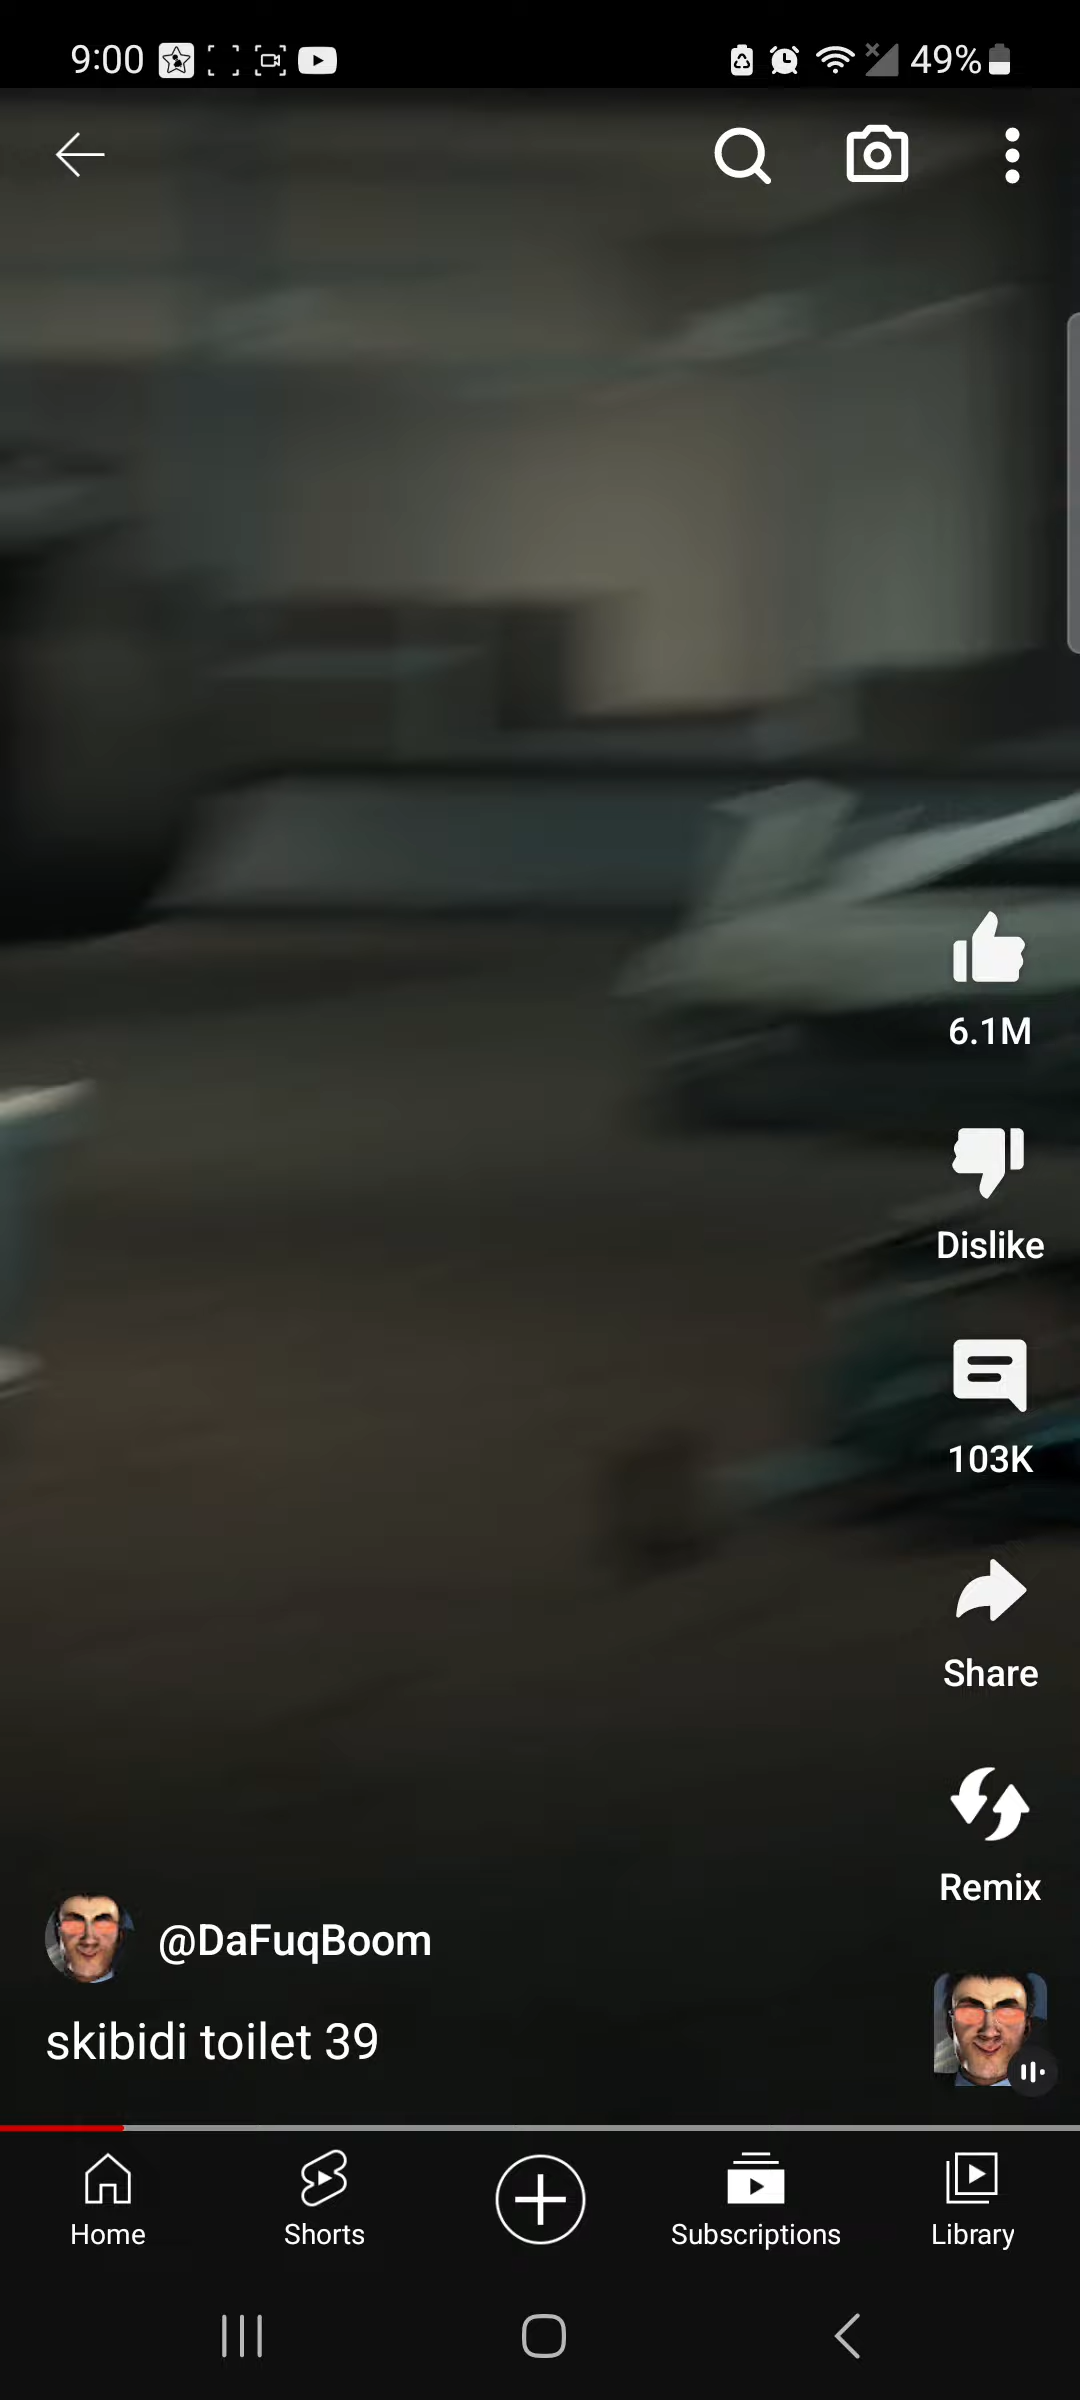 9:00
49%
6.1M
Dislike
103K
Share
Remix
@DaFuqBoom
skibidi toilet 39
Home
Shorts
Subscriptions
Library